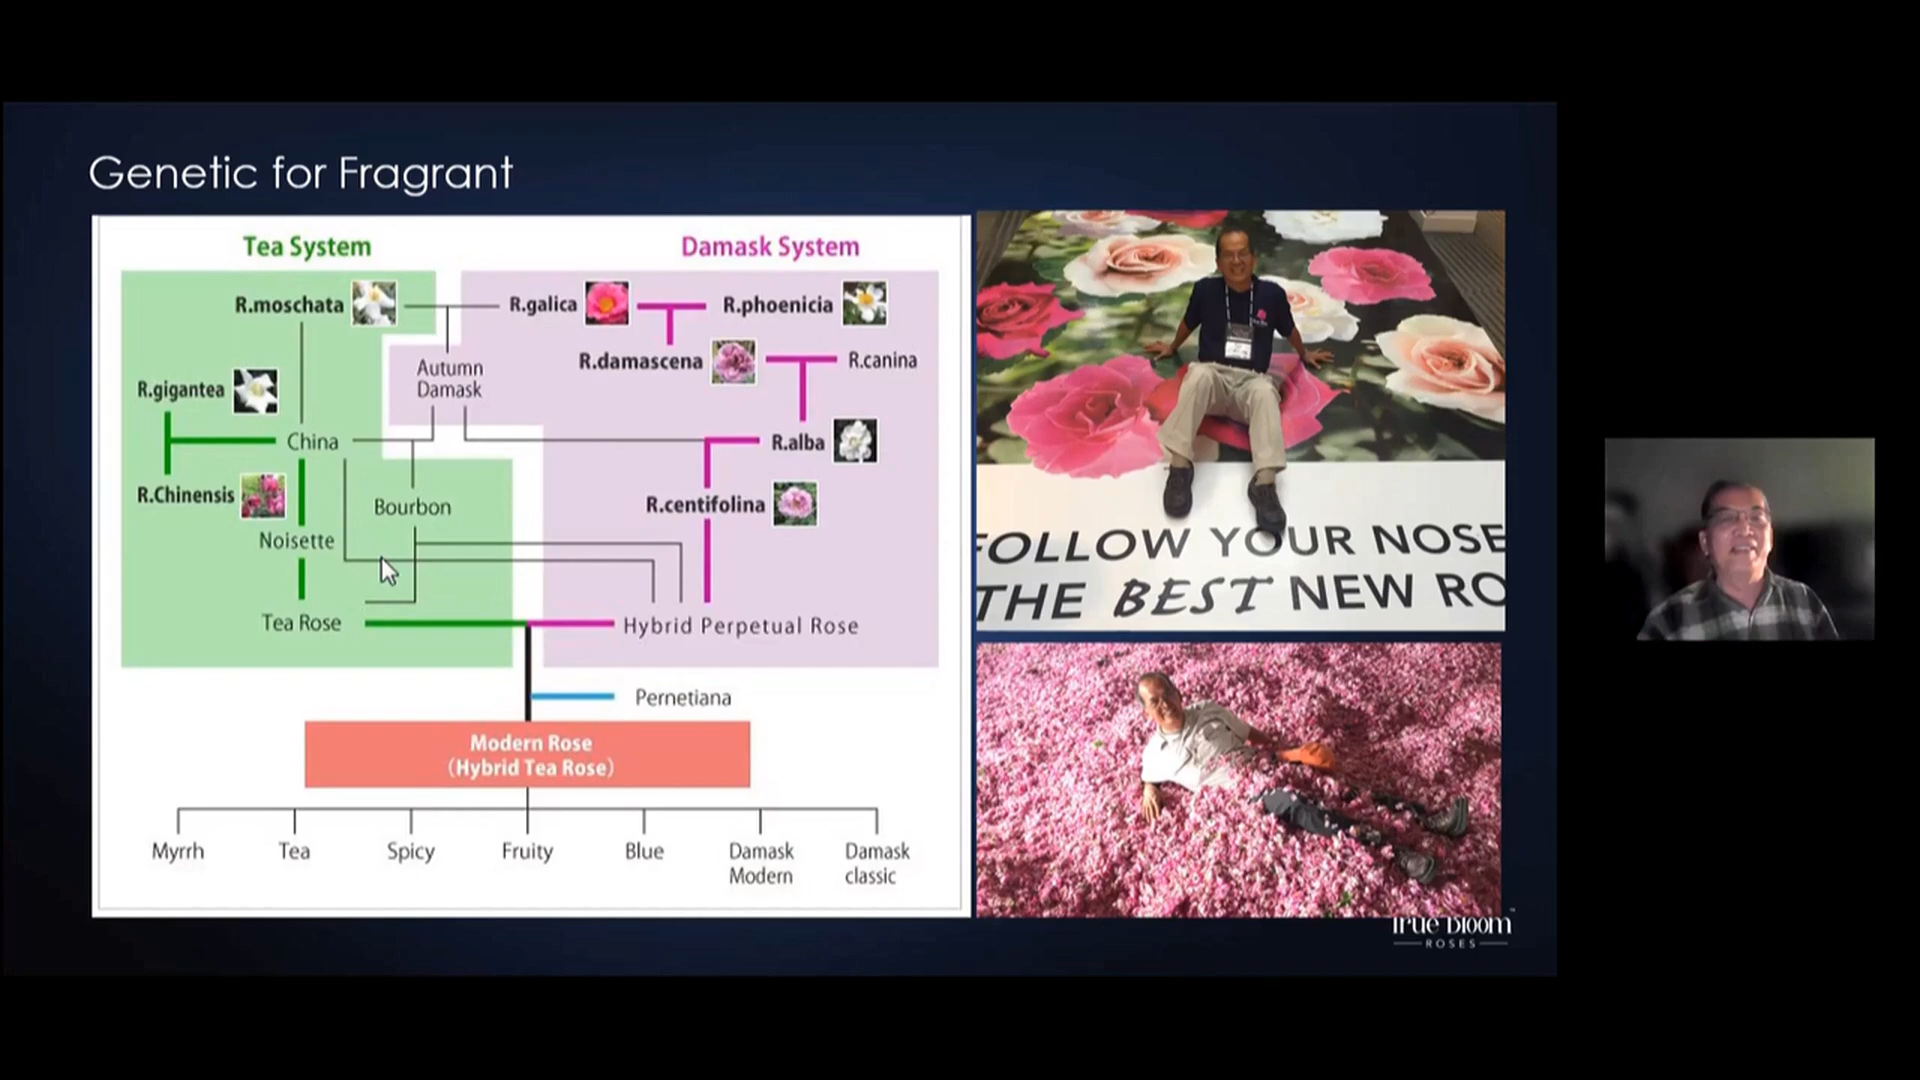 Genetic for Fragrant
Tea System
Damask System
R.moschata
R.galica
R.phoenicia
Autumn
Damask
R.damascena
R.canina
R.gigantea
China
R.alba
R.Chinensis
Bourbon
R.centifolina
Noisette
Tea Rose
Hybrid Perpetual Rose
Pernetiana
Modern Rose
(Hybrid Tea Rose)
Myrrh
Tea
Spicy
Fruity
Blue
Damask
Modern
Damask
classic
FOLLOW YOUR NOSE
THE BEST NEW RO
True Bloom
ROSES